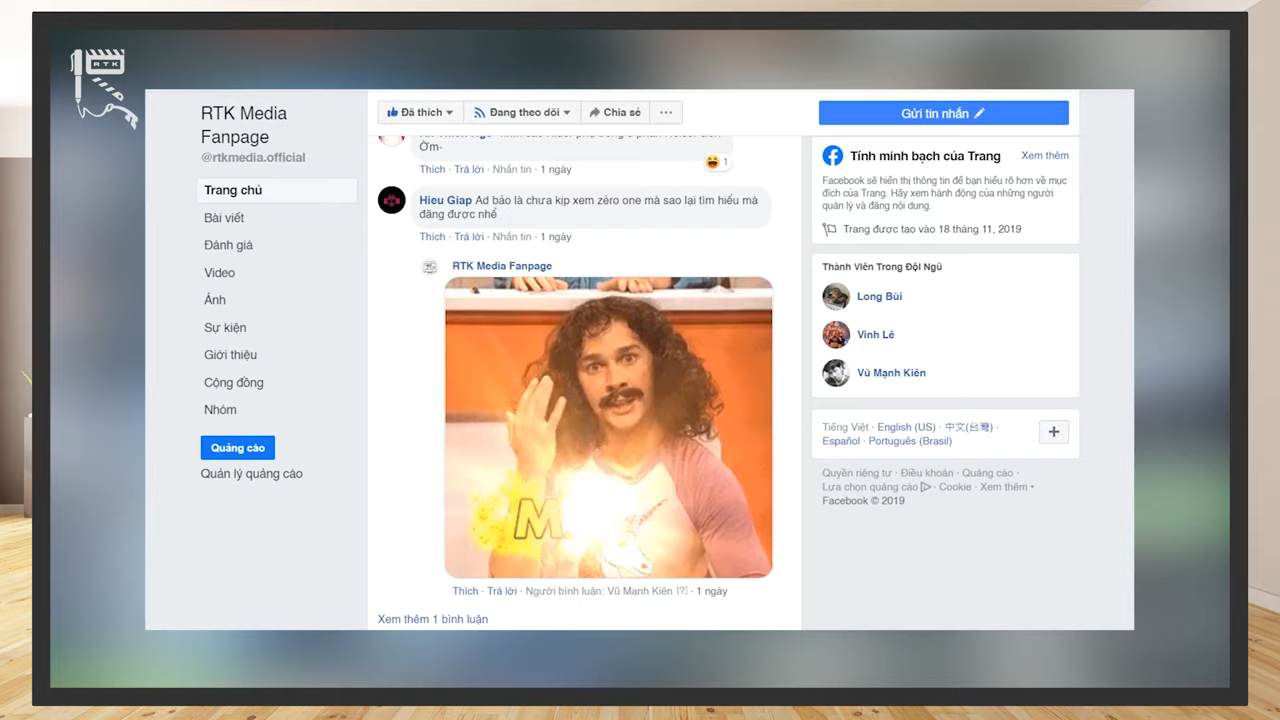 RTK
RTK Media
Fanpage
@rtkmedia.official
Trang chủ
Bài viết
Đánh giá
Video
Ảnh
Sự kiện
Giới thiệu
Cộng đồng
Nhóm
Quảng cáo
Quản lý quảng cáo
Đã thích
Đang theo dõi
Chia sẻ
Gửi tin nhắn
Ờm-
1
Thích · Trả lời · Nhắn tin · 1 ngày
Hieu Giap Ad bảo là chưa kịp xem zéro one mà sao lại tìm hiểu mà
đăng được nhể
Thích · Trả lời · Nhắn tin · 1 ngày
RTK Media Fanpage
M
Thích · Trả lời · Người bình luận: Vũ Mạnh Kiên [?] · 1 ngày
Xem thêm 1 bình luận
Tính minh bạch của Trang
Xem thêm
Facebook sẽ hiển thị thông tin để bạn hiểu rõ hơn về mục
đích của Trang. Hãy xem hành động của những người
quản lý và đăng nội dung.
Trang được tạo vào 18 tháng 11, 2019
Thành Viên Trong Đội Ngũ
Long Bùi
Vinh Lê
Vũ Mạnh Kiên
Tiếng Việt · English (US) · 中文(台灣) ·
Español · Português (Brasil)
Quyền riêng tư · Điều khoản · Quảng cáo ·
Lựa chọn quảng cáo · Cookie · Xem thêm
Facebook © 2019